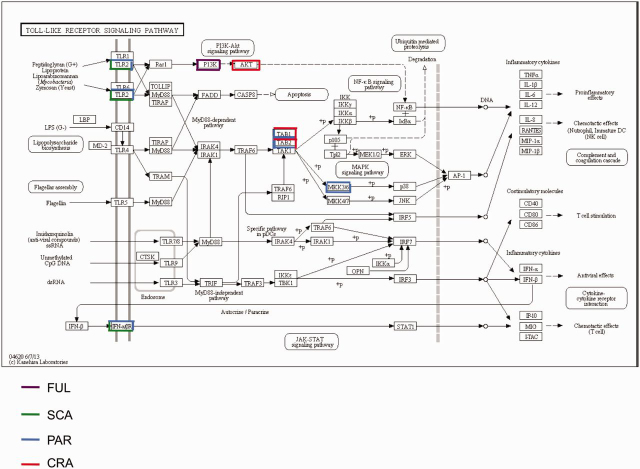 TOLL-LIKE RECEPTOR SIGNALING PATHWAY
PI3K-Akt
signaling pathway
Ubiquitin mediated
proteolysis
Degradation
Inflammatory cytokines
Peptidoglycan (G+)
Lipoprotein
Lipoarabinomannan
(Mycobacteria)
Zymosan (Yeast)
TLR1
TLR2
Rac1
PI3K
AKT
TLR6
TLR2
TOLLIP
MyD88
TIRAP
FADD
CASP8
Apoptosis
NF-κB signaling
pathway
IKK
IKKγ
IKKα
IKKβ
NF-κB
IκBα
+p
DNA
TNFα
IL-1β
IL-6
IL-12
Proinflammatory
effects
MyD88-dependent
pathway
LBP
LPS (G-)
CD14
MD-2
TLR4
Lipopolysaccharide
biosynthesis
TIRAP
MyD88
TRAM
IRAK4
IRAK1
TRAF6
TAB1
TAB2
TAK1
p105
Tpl2
+p
MEK1/2
+p
ERK
MAPK
signaling pathway
IL-8
RANTES
MIP-1α
MIP-1β
Chemotactic effects
(Neutrophil, Immature DC
(NK cell)
Complement and
coagulation cascade
AP-1
+p
MKK3/6
+p
p38
MKK4/7
+p
JNK
Flagellar assembly
Flagellin
TLR5
MyD88
TRAF6
RIP1
IRF5
Costimulatory molecules
CD40
CD80
CD86
T cell stimulation
Imidazoquinolin
(anti-viral compounds)
ssRNA
Unmethylated
CpG DNA
dsRNA
TLR7/8
CTSK
TLR9
TLR3
Endosome
MyD88
Specific pathway
in pDCs
IRAK4
TRAF6
IRAK1
+p
IRF7
IKKα
OPN
TRIF
TRAF3
IKKε
TBK1
+p
+p
IRF3
MyD88-independent
pathway
Inflammatory cytokines
IFN-α
IFN-β
Antiviral effects
Cytokine-
cytokine receptor
interaction
Autocrine / Paracrine
IFN-β
IFN-αβR
STAT1
JAK-STAT
signaling pathway
IP10
MIG
I-TAC
Chemotactic effects
(T cell)
04620 6/7/13
(c) Kanehisa Laboratories
FUL
SCA
PAR
CRA